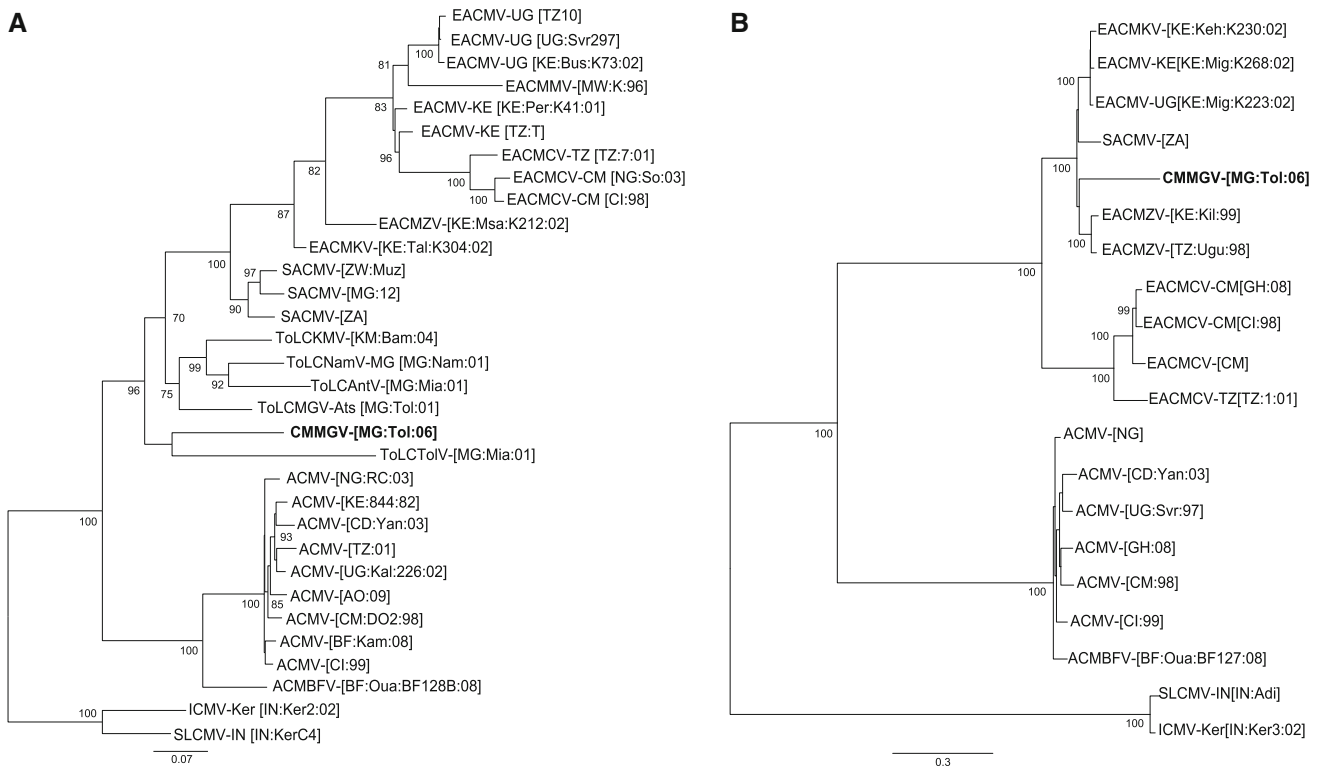 A
EACMV-UG [TZ10]
EACMV-UG [UG:Svr297]
100
EACMV-UG [KE:Bus:K73:02]
81
EACMMV-[MW:K:96]
83
EACMV-KE [KE:Per:K41:01]
EACMV-KE [TZ:T]
96
EACMCV-TZ [TZ:7:01]
82
EACMCV-CM [NG:So:03]
100
100
EACMCV-CM [CI:98]
87
EACMZV-[KE:Msa:K212:02]
EACMKV-[KE:Tal:K304:02]
100
97
SACMV-[ZW:Muz]
SACMV-[MG:12]
90
SACMV-[ZA]
70
ToLCKMV-[KM:Bam:04]
99
ToLCNamV-MG [MG:Nam:01]
92
ToLCAntV-[MG:Mia:01]
96
75
ToLCMGV-Ats [MG:Tol:01]
CMMGV-[MG:Tol:06]
ToLCTolV-[MG:Mia:01]
ACMV-[NG:RC:03]
ACMV-[KE:844:82]
100
ACMV-[CD:Yan:03]
93
ACMV-[TZ:01]
ACMV-[UG:Kal:226:02]
ACMV-[AO:09]
100
85
ACMV-[CM:DO2:98]
ACMV-[BF:Kam:08]
100
ACMV-[CI:99]
ACMBFV-[BF:Oua:BF128B:08]
100
ICMV-Ker [IN:Ker2:02]
SLCMV-IN [IN:KerC4]
0.07
B
EACMKV-[KE:Keh:K230:02]
EACMV-KE[KE:Mig:K268:02]
100
EACMV-UG[KE:Mig:K223:02]
SACMV-[ZA]
100
CMMGV-[MG:Tol:06]
EACMZV-[KE:Kil:99]
100
EACMZV-[TZ:Ugu:98]
100
EACMCV-CM[GH:08]
99
EACMCV-CM[CI:98]
100
EACMCV-[CM]
100
EACMCV-TZ[TZ:1:01]
100
ACMV-[NG]
ACMV-[CD:Yan:03]
ACMV-[UG:Svr:97]
ACMV-[GH:08]
ACMV-[CM:98]
100
ACMV-[CI:99]
ACMBFV-[BF:Oua:BF127:08]
SLCMV-IN[IN:Adi]
100
ICMV-Ker[IN:Ker3:02]
0.3